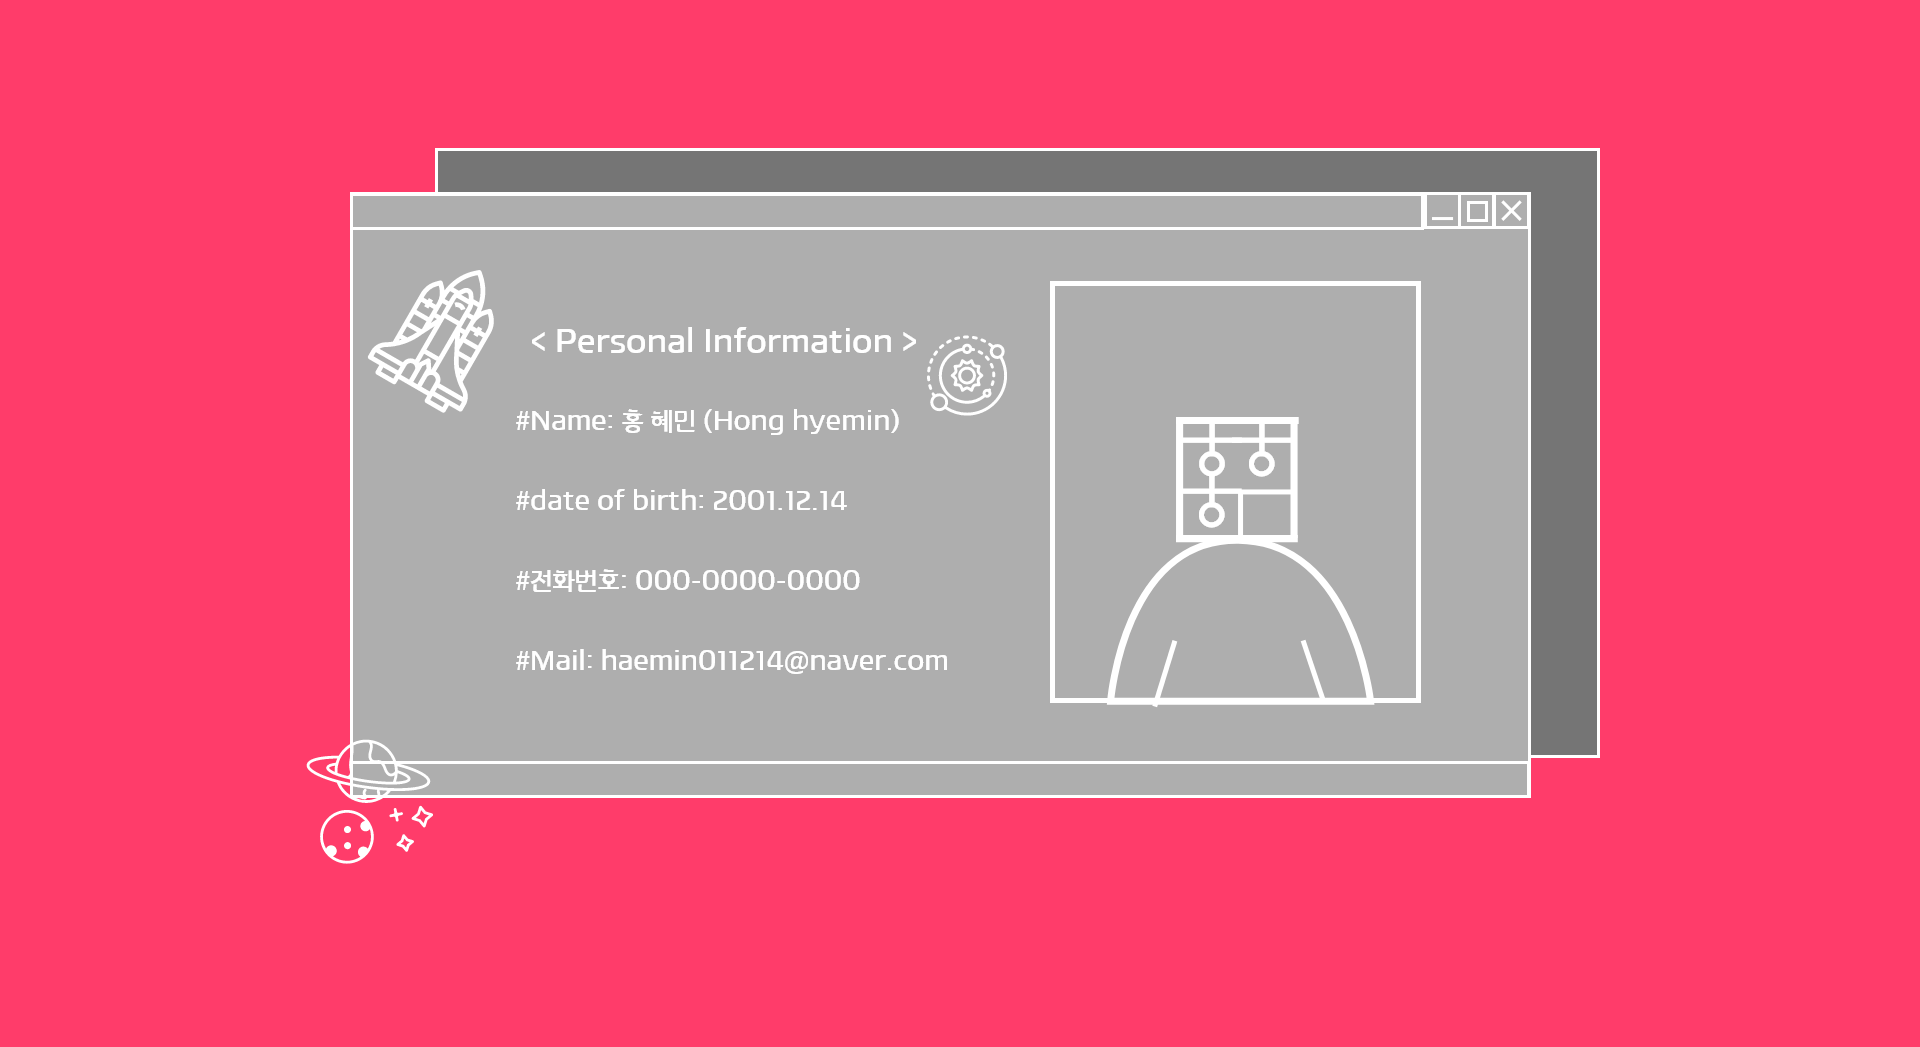 < Personal Information >
#Name: 홍 혜민 (Hong hyemin)
#date of birth: 2001.12.14
#전화번호: 000-0000-0000
#Mail: haemin011214@naver.com